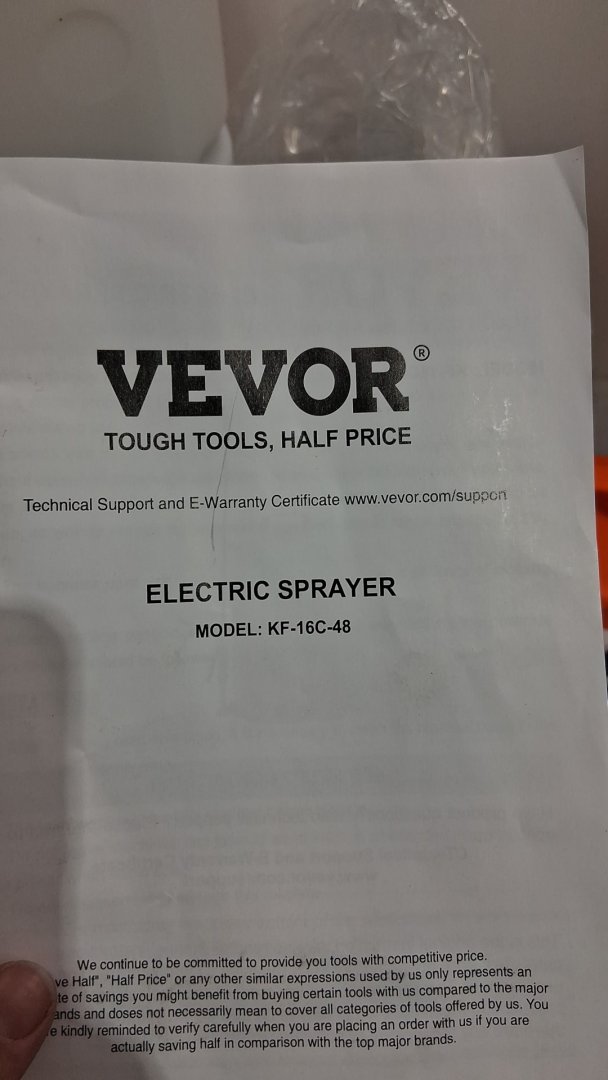 VEVOR®
TOUGH TOOLS, HALF PRICE
Technical Support and E-Warranty Certificate www.vevor.com/support
ELECTRIC SPRAYER
MODEL: KF-16C-48
We continue to be committed to provide you tools with competitive price.
ve Half", "Half Price" or any other similar expressions used by us only represents an
te of savings you might benefit from buying certain tools with us compared to the major
ands and doses not necessarily mean to cover all categories of tools offered by us. You
e kindly reminded to verify carefully when you are placing an order with us if you are
actually saving half in comparison with the top major brands.